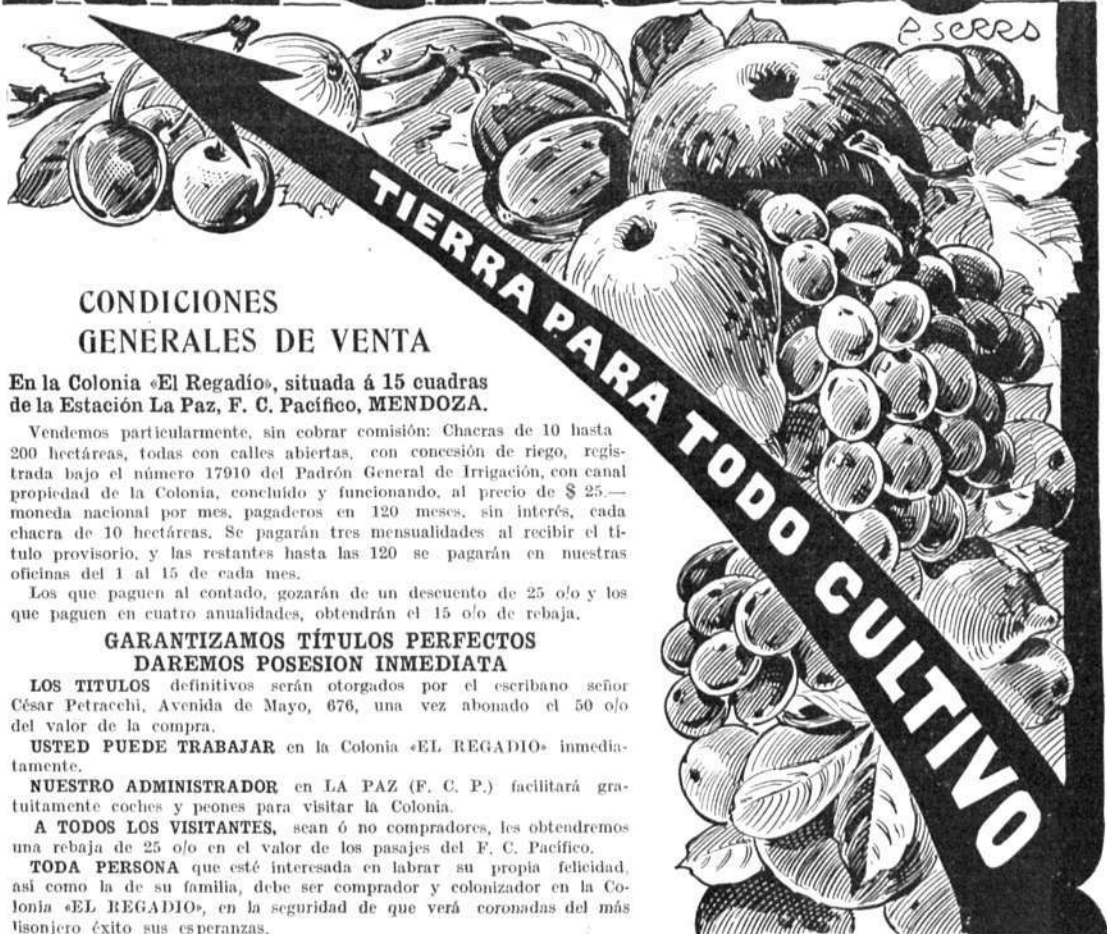 P. SERRA
TIERRA PARA TODO CULTIVO
CONDICIONES
GENERALES DE VENTA
En la Colonia «El Regadío», situada á 15 cuadras
de la Estación La Paz, F. C. Pacífico, MENDOZA.
Vendemos particularmente, sin cobrar comisión: Chacras de 10 hasta
200 hectáreas, todas con calles abiertas, con concesión de riego, regis-
trada bajo el número 17910 del Padrón General de Irrigación, con canal
propiedad de la Colonia, concluído y funcionando, al precio de $ 25.—
moneda nacional por mes, pagaderos en 120 meses, sin interés, cada
chacra de 10 hectáreas. Se pagarán tres mensualidades al recibir el tí-
tulo provisorio, y las restantes hasta las 120 se pagarán en nuestras
oficinas del 1 al 15 de cada mes.
Los que paguen al contado, gozarán de un descuento de 25 o/o y los
que paguen en cuatro anualidades, obtendrán el 15 o/o de rebaja.
GARANTIZAMOS TÍTULOS PERFECTOS
DAREMOS POSESION INMEDIATA
LOS TITULOS definitivos serán otorgados por el escribano señor
César Petracchi, Avenida de Mayo, 676, una vez abonado el 50 o/o
del valor de la compra.
USTED PUEDE TRABAJAR en la Colonia «EL REGADIO» inmedia-
tamente.
NUESTRO ADMINISTRADOR en LA PAZ (F. C. P.) facilitará gra-
tuitamente coches y peones para visitar la Colonia.
A TODOS LOS VISITANTES, sean ó no compradores, les obtendremos
una rebaja de 25 o/o en el valor de los pasajes del F. C. Pacífico.
TODA PERSONA que esté interesada en labrar su propia felicidad,
así como la de su familia, debe ser comprador y colonizador en la Co-
lonia «EL REGADIO», en la seguridad de que verá coronadas del más
lisonjero éxito sus esperanzas.